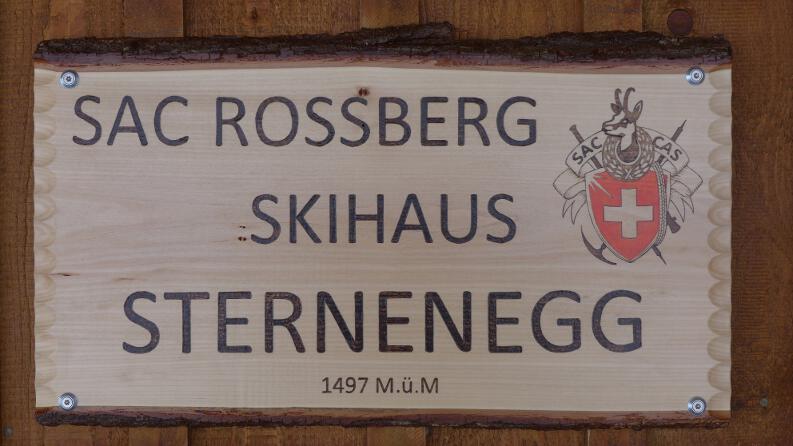 SAC ROSSBERG
SAC CAS
SKIHAUS
STERNENEGG
1497 M.ü.M